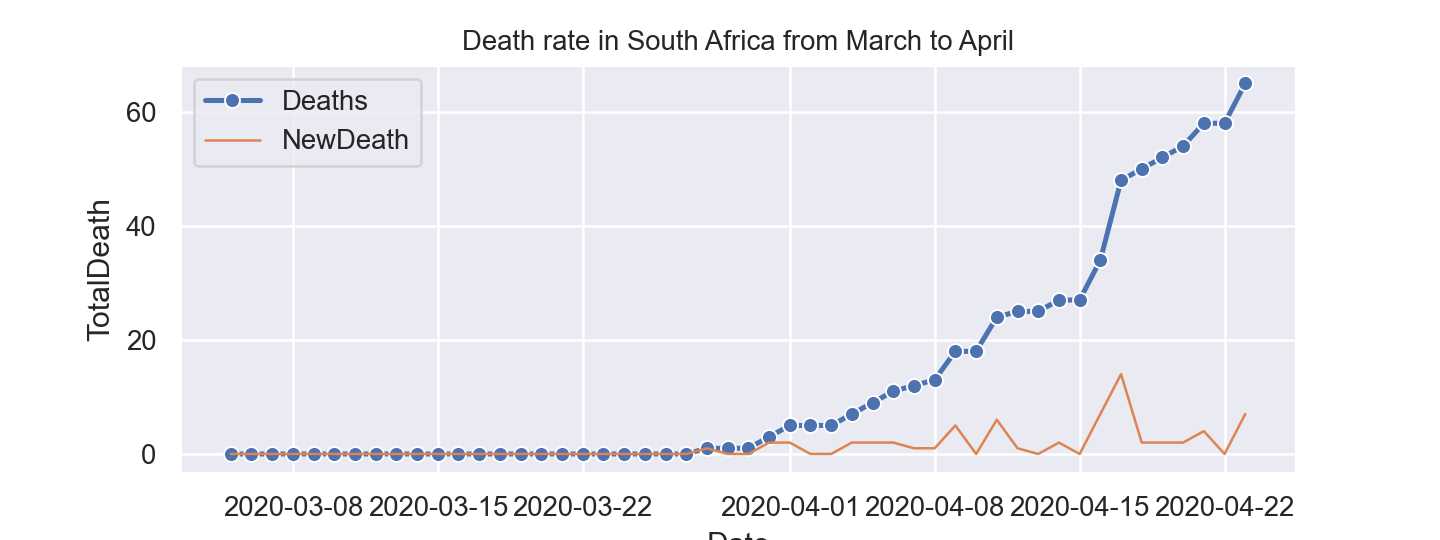 Death rate in South Africa from March to April
Deaths
NewDeath
60
40
20
0
TotalDeath
2020-03-08 2020-03-15 2020-03-22 2020-04-01 2020-04-08 2020-04-15 2020-04-22
Date